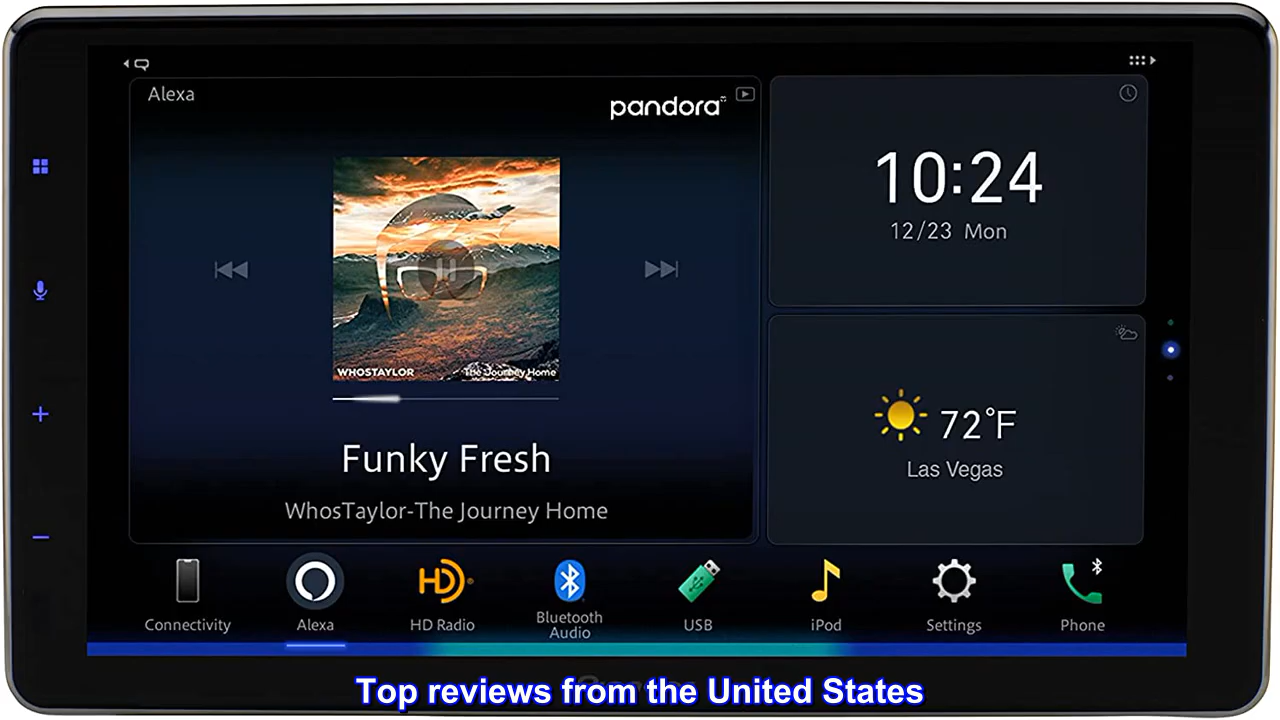 Alexa
pandora
10:24
12/23 Mon
WHOSTAYLOR
The Journey Home
Funky Fresh
WhosTaylor-The Journey Home
72°F
Las Vegas
Connectivity
Alexa
HD Radio
Bluetooth
Audio
USB
iPod
Settings
Phone
Top reviews from the United States